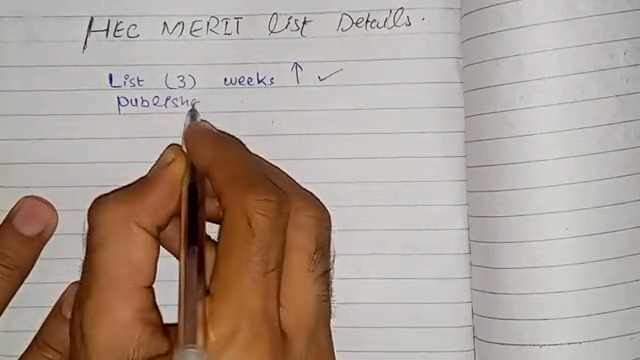 HEC MERIT list Details.
List (3) weeks ↑ ✓
publishe